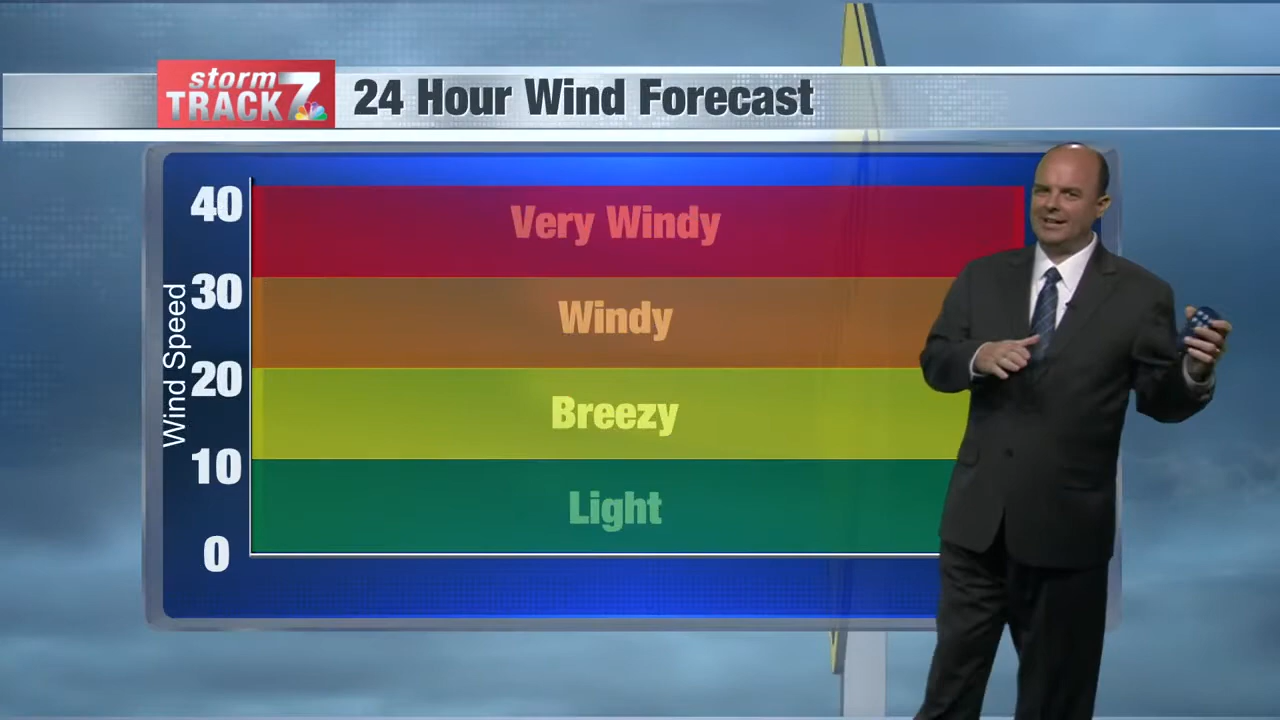 storm
TRACK 7
24 Hour Wind Forecast
Wind Speed
40
30
20
10
0
Very Windy
Windy
Breezy
Light